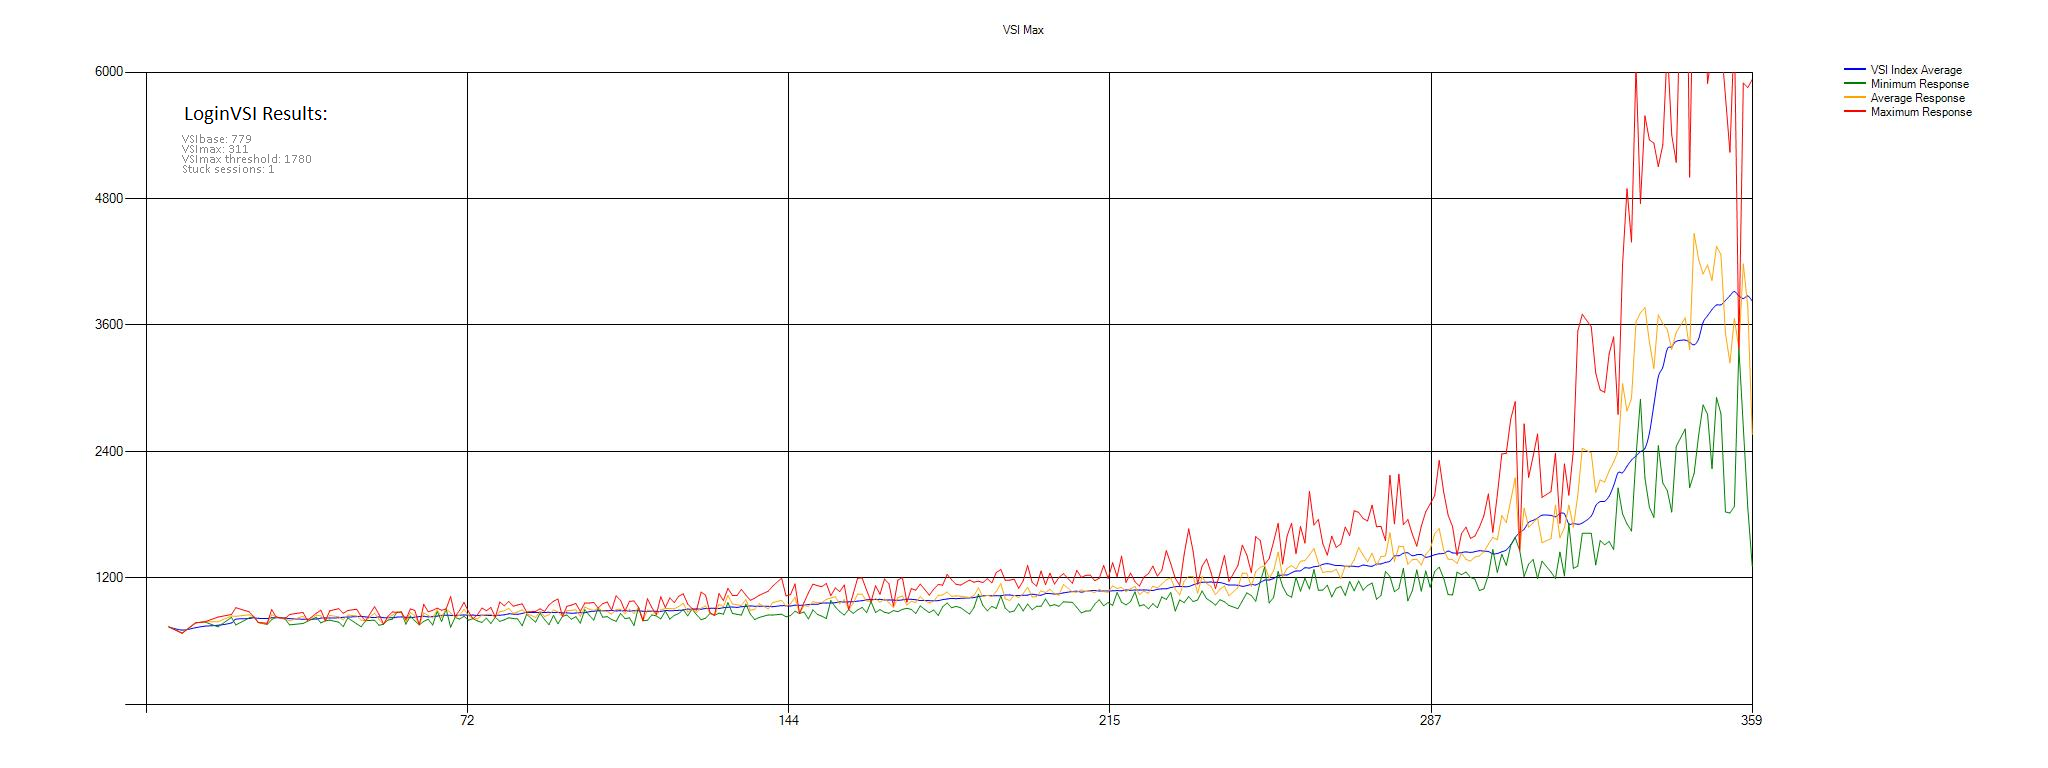 VSI Max
6000
4800
3600
2400
1200
LoginVSI Results:
VSIbase: 779
VSImax: 311
VSImax threshold: 1780
Stuck sessions: 1
VSI Index Average
Minimum Response
Average Response
Maximum Response
72
144
215
287
359